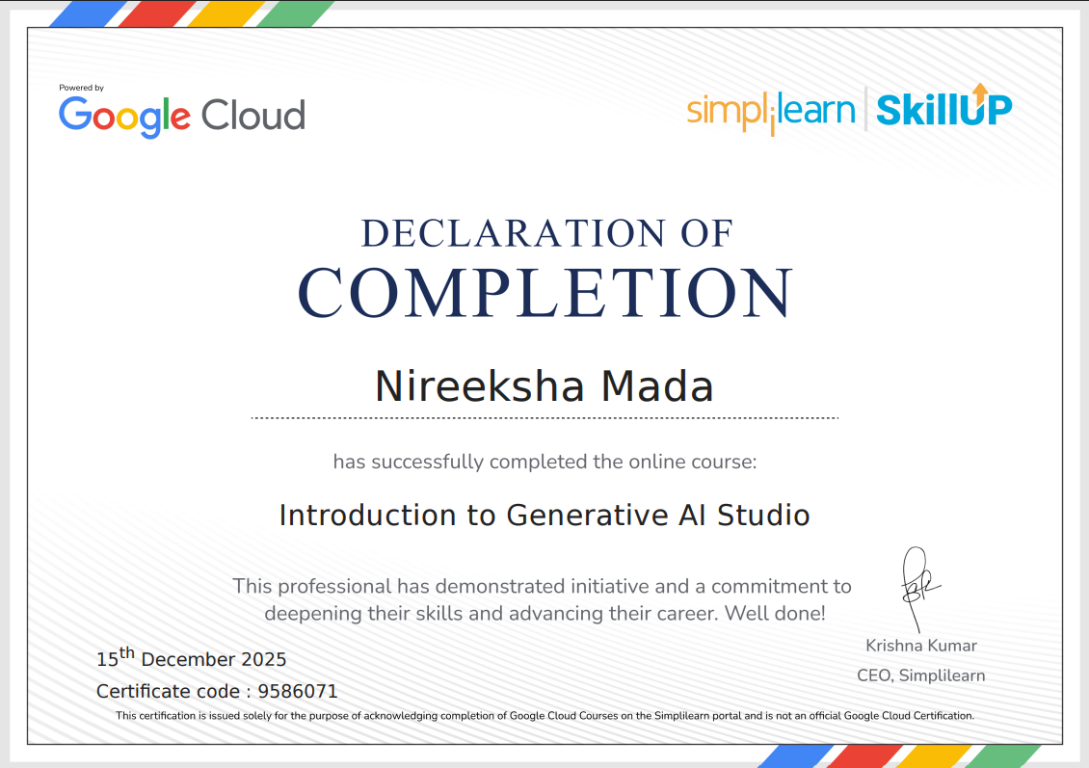 Powered by
Google Cloud
simplilearn | SkillUP
DECLARATION OF
COMPLETION
Nireeksha Mada
has successfully completed the online course:
Introduction to Generative AI Studio
This professional has demonstrated initiative and a commitment to
deepening their skills and advancing their career. Well done!
Krishna Kumar
CEO, Simplilearn
15th December 2025
Certificate code : 9586071
This certification is issued solely for the purpose of acknowledging completion of Google Cloud Courses on the Simplilearn portal and is not an official Google Cloud Certification.